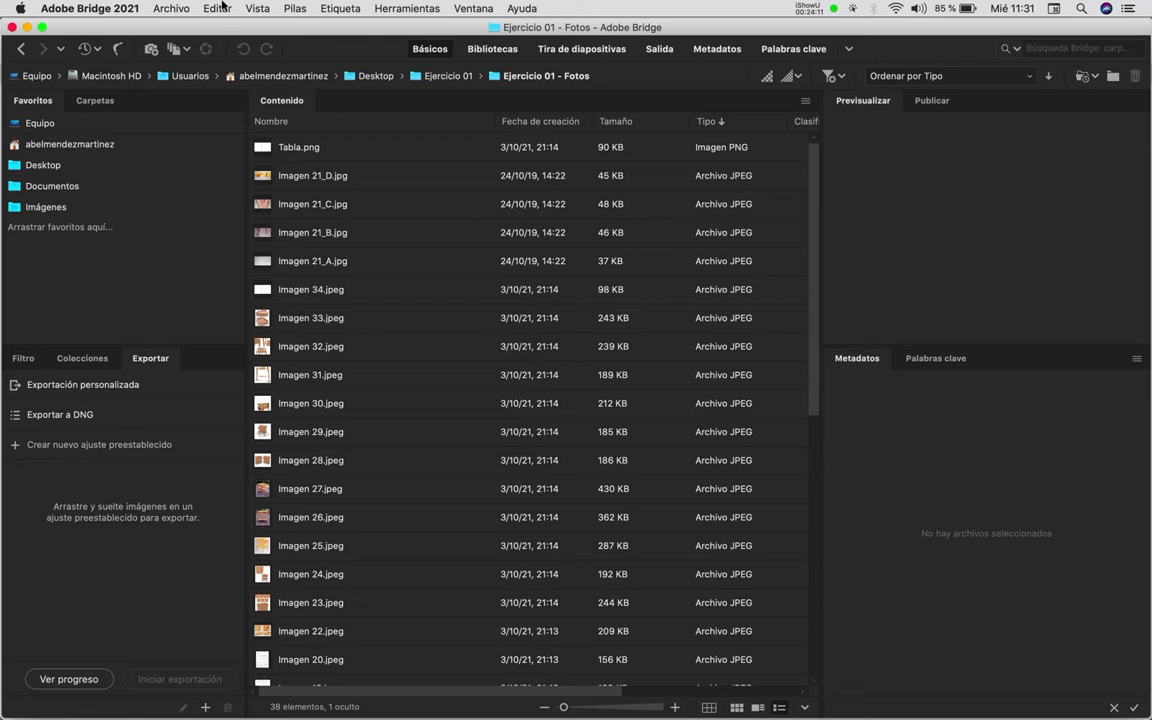 Adobe Bridge 2021 Archivo Editar Vista Pilas Etiqueta Herramientas Ventana Ayuda iShowU 00:24:11 85 % Mié 11:31
Ejercicio 01 - Fotos - Adobe Bridge
Básicos Bibliotecas Tira de diapositivas Salida Metadatos Palabras clave Búsqueda Bridge: carp...
Equipo Macintosh HD Usuarios abelmendezmartinez Desktop Ejercicio 01 Ejercicio 01 - Fotos Ordenar por Tipo
Favoritos Carpetas
Equipo
abelmendezmartinez
Desktop
Documentos
Imágenes
Arrastrar favoritos aquí...
Filtro Colecciones Exportar
Exportación personalizada
Exportar a DNG
Crear nuevo ajuste preestablecido
Arrastre y suelte imágenes en un
ajuste preestablecido para exportar.
Ver progreso Iniciar exportación
Contenido
Nombre Fecha de creación Tamaño Tipo Clasif
Tabla.png 3/10/21, 21:14 90 KB Imagen PNG
Imagen 21_D.jpg 24/10/19, 14:22 45 KB Archivo JPEG
Imagen 21_C.jpg 24/10/19, 14:22 48 KB Archivo JPEG
Imagen 21_B.jpg 24/10/19, 14:22 46 KB Archivo JPEG
Imagen 21_A.jpg 24/10/19, 14:22 37 KB Archivo JPEG
Imagen 34.jpeg 3/10/21, 21:14 98 KB Archivo JPEG
Imagen 33.jpeg 3/10/21, 21:14 243 KB Archivo JPEG
Imagen 32.jpeg 3/10/21, 21:14 239 KB Archivo JPEG
Imagen 31.jpeg 3/10/21, 21:14 189 KB Archivo JPEG
Imagen 30.jpeg 3/10/21, 21:14 212 KB Archivo JPEG
Imagen 29.jpeg 3/10/21, 21:14 185 KB Archivo JPEG
Imagen 28.jpeg 3/10/21, 21:14 186 KB Archivo JPEG
Imagen 27.jpeg 3/10/21, 21:14 430 KB Archivo JPEG
Imagen 26.jpeg 3/10/21, 21:14 362 KB Archivo JPEG
Imagen 25.jpeg 3/10/21, 21:14 287 KB Archivo JPEG
Imagen 24.jpeg 3/10/21, 21:14 192 KB Archivo JPEG
Imagen 23.jpeg 3/10/21, 21:14 244 KB Archivo JPEG
Imagen 22.jpeg 3/10/21, 21:13 209 KB Archivo JPEG
Imagen 20.jpeg 3/10/21, 21:13 156 KB Archivo JPEG
38 elementos, 1 oculto
Previsualizar Publicar
Metadatos Palabras clave
No hay archivos seleccionados